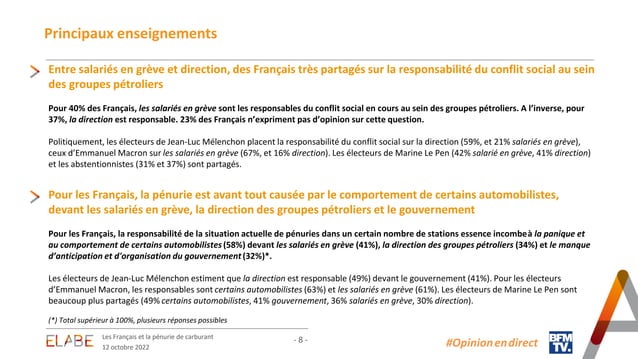 Principaux enseignements
Entre salariés en grève et direction, des Français très partagés sur la responsabilité du conflit social au sein
des groupes pétroliers
Pour 40% des Français, les salariés en grève sont les responsables du conflit social en cours au sein des groupes pétroliers. A l'inverse, pour
37%, la direction est responsable. 23% des Français n'expriment pas d'opinion sur cette question.
Politiquement, les électeurs de Jean-Luc Mélenchon placent la responsabilité du conflit social sur la direction (59%, et 21% salariés en grève),
ceux d'Emmanuel Macron sur les salariés en grève (67%, et 16% direction). Les électeurs de Marine Le Pen (42% salarié en grève, 41% direction)
et les abstentionnistes (31% et 37%) sont partagés.
Pour les Français, la pénurie est avant tout causée par le comportement de certains automobilistes,
devant les salariés en grève, la direction des groupes pétroliers et le gouvernement
Pour les Français, la responsabilité de la situation actuelle de pénuries dans un certain nombre de stations essence incombe à la panique et
au comportement de certains automobilistes (58%) devant les salariés en grève (41%), la direction des groupes pétroliers (34%) et le manque
d'anticipation et d'organisation du gouvernement (32%)*.
Les électeurs de Jean-Luc Mélenchon estiment que la direction est responsable (49%) devant le gouvernement (41%). Pour les électeurs
d'Emmanuel Macron, les responsables sont certains automobilistes (63%) et les salariés en grève (61%). Les électeurs de Marine Le Pen sont
beaucoup plus partagés (49% certains automobilistes, 41% gouvernement, 36% salariés en grève, 30% direction).
(*) Total supérieur à 100%, plusieurs réponses possibles
ELABE
Les Français et la pénurie de carburant
12 octobre 2022
- 8 -
#Opinion en direct
BFM
TV.